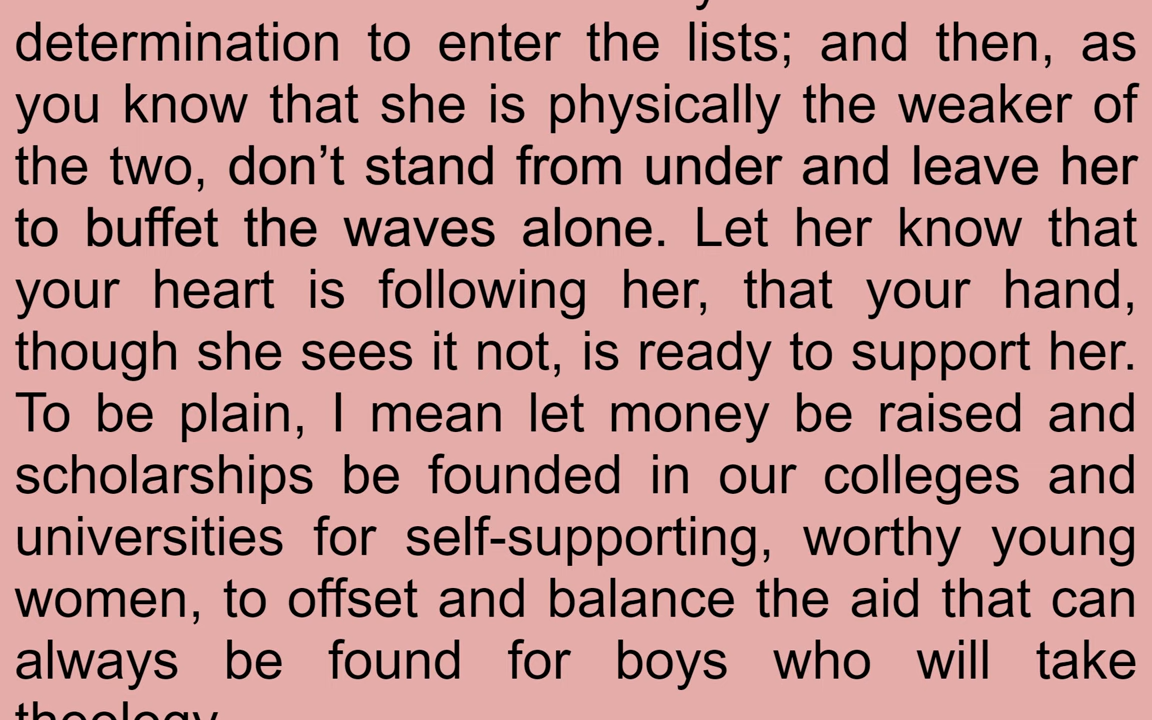 determination to enter the lists; and then, as
you know that she is physically the weaker of
the two, don’t stand from under and leave her
to buffet the waves alone. Let her know that
your heart is following her, that your hand,
though she sees it not, is ready to support her.
To be plain, I mean let money be raised and
scholarships be founded in our colleges and
universities for self-supporting, worthy young
women, to offset and balance the aid that can
always be found for boys who will take
theology.